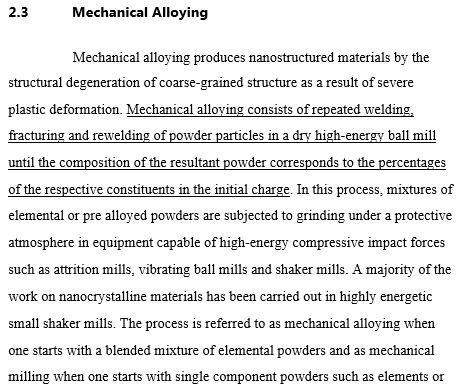 2.3 Mechanical Alloying
Mechanical alloying produces nanostructured materials by the
structural degeneration of coarse-grained structure as a result of severe
plastic deformation. Mechanical alloying consists of repeated welding,
fracturing and rewelding of powder particles in a dry high-energy ball mill
until the composition of the resultant powder corresponds to the percentages
of the respective constituents in the initial charge. In this process, mixtures of
elemental or pre alloyed powders are subjected to grinding under a protective
atmosphere in equipment capable of high-energy compressive impact forces
such as attrition mills, vibrating ball mills and shaker mills. A majority of the
work on nanocrystalline materials has been carried out in highly energetic
small shaker mills. The process is referred to as mechanical alloying when
one starts with a blended mixture of elemental powders and as mechanical
milling when one starts with single component powders such as elements or